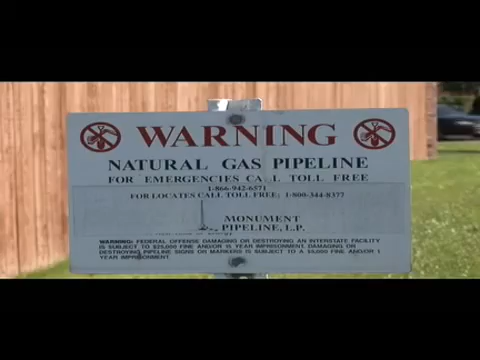 WARNING
NATURAL GAS PIPELINE
FOR EMERGENCIES CALL TOLL FREE
1-866-942-6571
FOR LOCATES CALL TOLL FREE: 1-800-344-8377
MONUMENT
PIPELINE, L.P.
WARNING: FEDERAL OFFENSE DAMAGING OR DESTROYING AN INTERSTATE FACILITY
IS SUBJECT TO $25,000 FINE AND/OR 15 YEAR IMPRISONMENT. DAMAGING OR
DESTROYING PIPELINE SIGNS OR MARKERS IS SUBJECT TO A $5,000 FINE AND/OR 1
YEAR IMPRISONMENT.